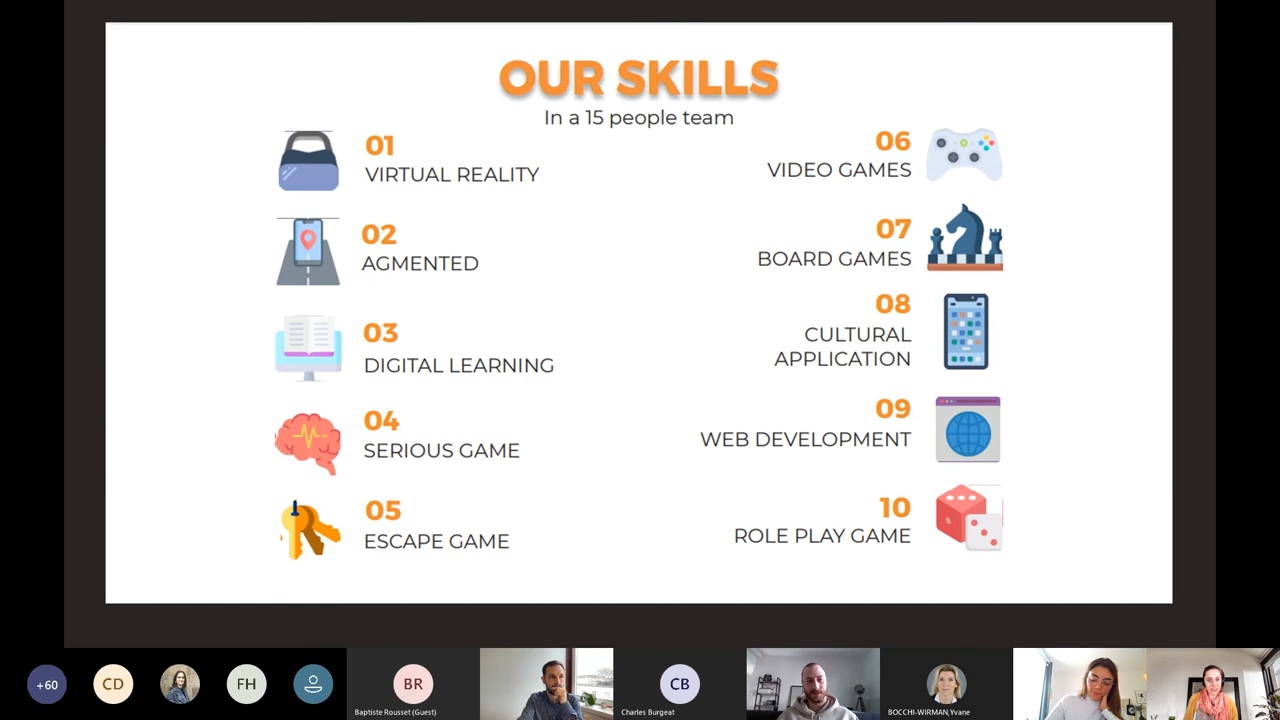 OUR SKILLS
In a 15 people team
01
VIRTUAL REALITY
02
AGMENTED
03
DIGITAL LEARNING
04
SERIOUS GAME
05
ESCAPE GAME
06
VIDEO GAMES
07
BOARD GAMES
08
CULTURAL
APPLICATION
09
WEB DEVELOPMENT
10
ROLE PLAY GAME
+60
CD
FH
BR
Baptiste Rousset (Guest)
CB
Charles Burgeat
BOCCHI-WIRMAN, Yvane